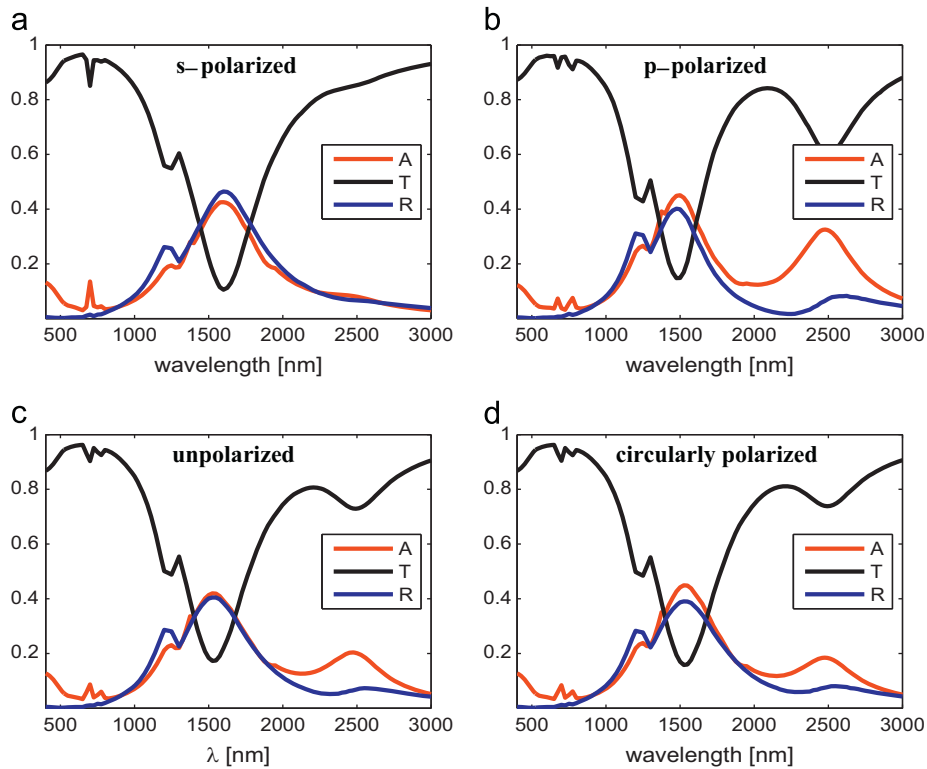 a
s–polarized
1
0.8
0.6
0.4
0.2
A
T
R
500 1000 1500 2000 2500 3000
wavelength [nm]
b
p–polarized
1
0.8
0.6
0.4
0.2
A
T
R
500 1000 1500 2000 2500 3000
wavelength [nm]
c
unpolarized
1
0.8
0.6
0.4
0.2
A
T
R
500 1000 1500 2000 2500 3000
λ [nm]
d
circularly polarized
1
0.8
0.6
0.4
0.2
A
T
R
500 1000 1500 2000 2500 3000
wavelength [nm]